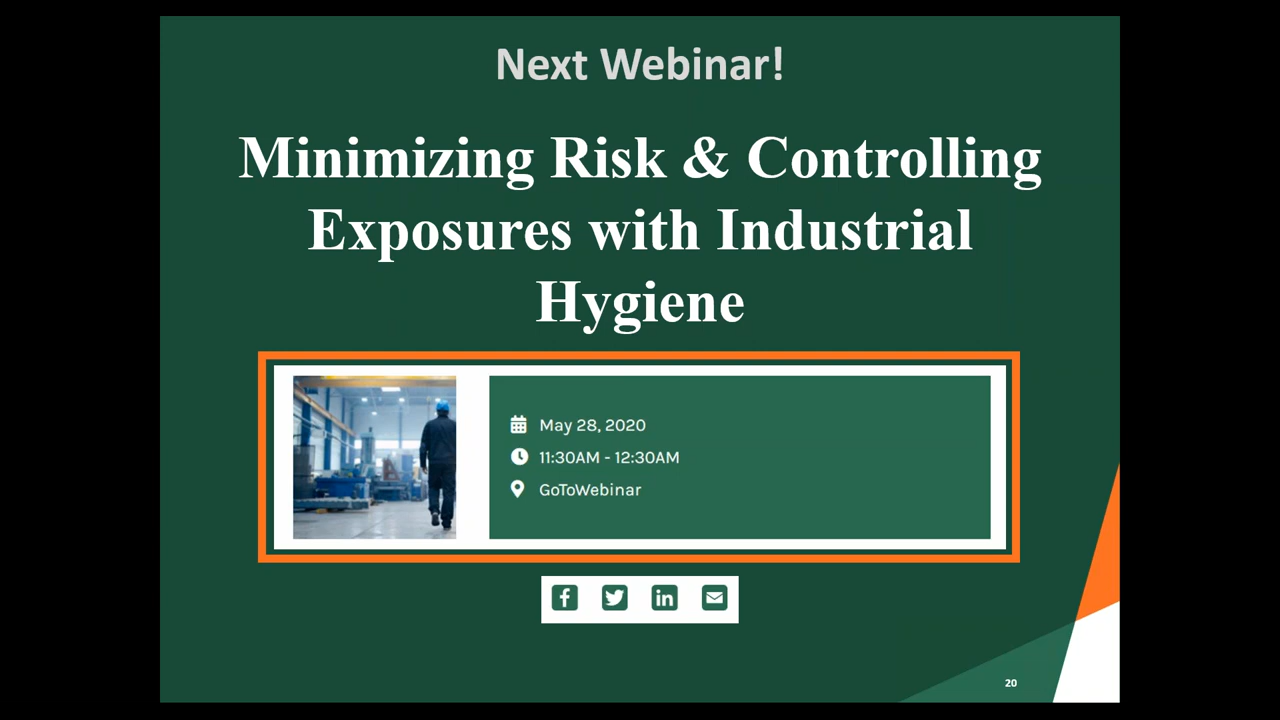 Next Webinar!
Minimizing Risk & Controlling
Exposures with Industrial
Hygiene
May 28, 2020
11:30AM - 12:30AM
GoToWebinar
20